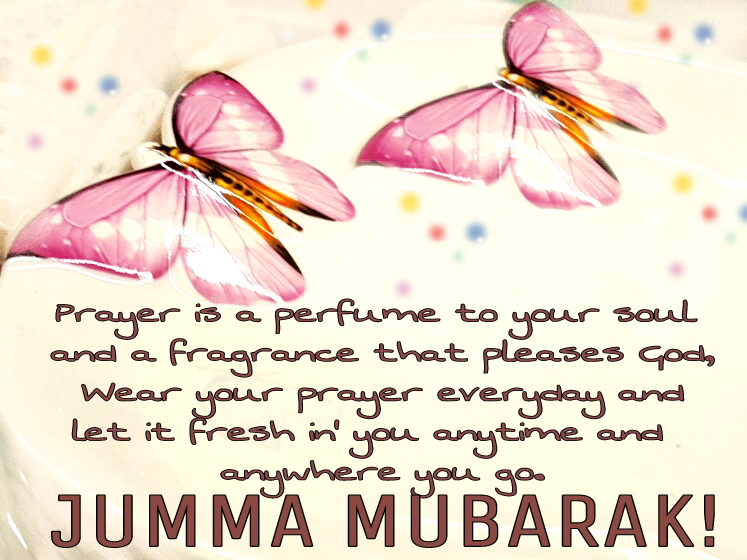 Prayer is a perfume to your soul
and a fragrance that pleases God,
Wear your prayer everyday and
let it fresh in' you anytime and
anywhere you go.
JUMMA MUBARAK!